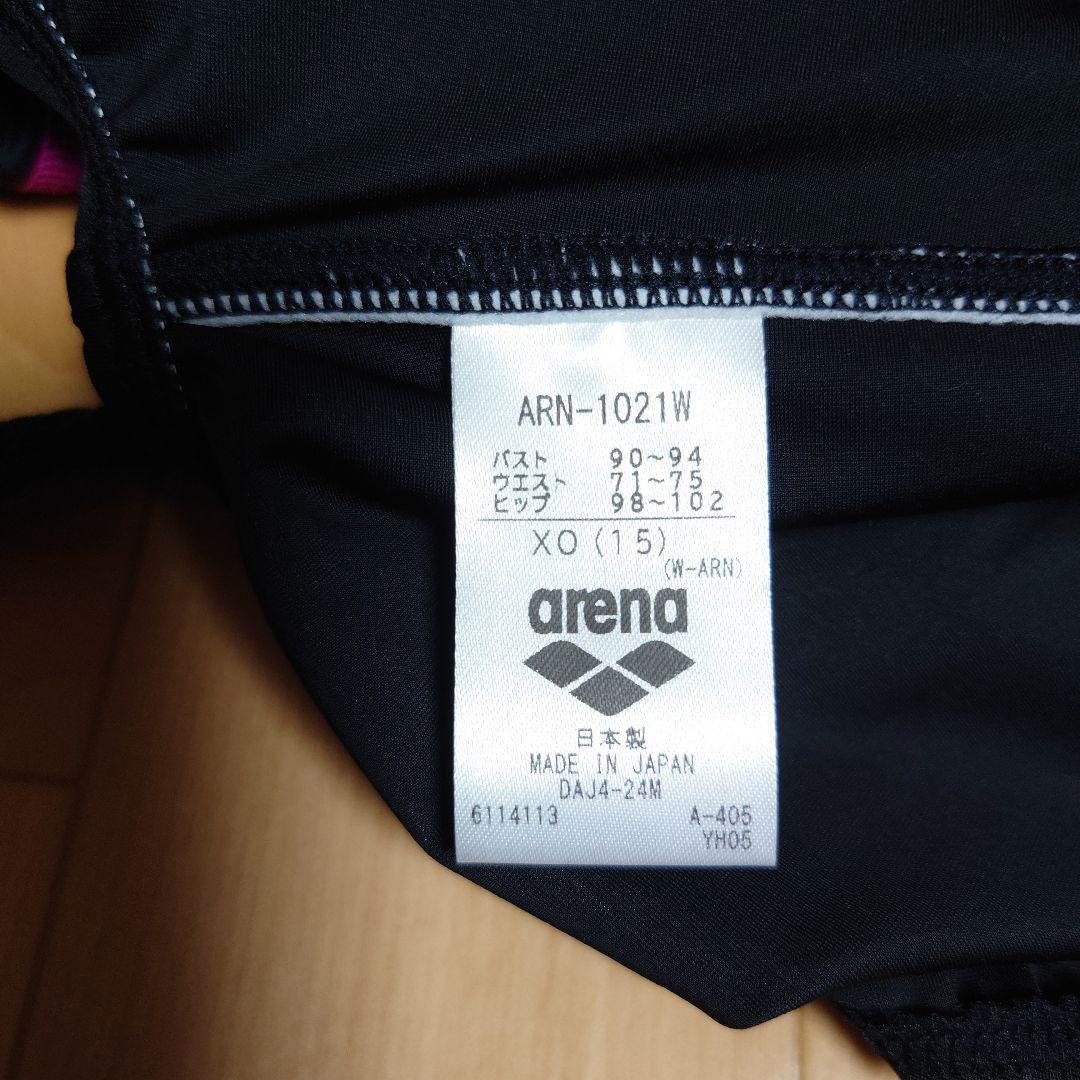 ARN-1021W
バスト 90~94
ウエスト 71~75
ヒップ 98~102
XO(15)
(W-ARN)
arena
日本製
MADE IN JAPAN
DAJ4-24M
6114113 A-405
YH05